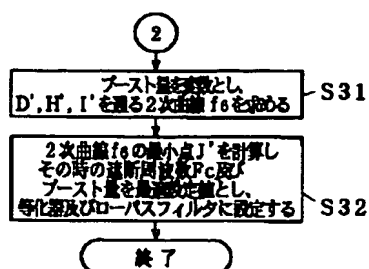 2
ブースト量を変数とし、
D',H',I'を通る2次曲線f6を求める
S31
2次曲線f6の最小点J'を計算し
その時の遮断周波数Fc及び
ブースト量を最適設定値とし、
等化器及びローパスフィルタに設定する
S32
終了